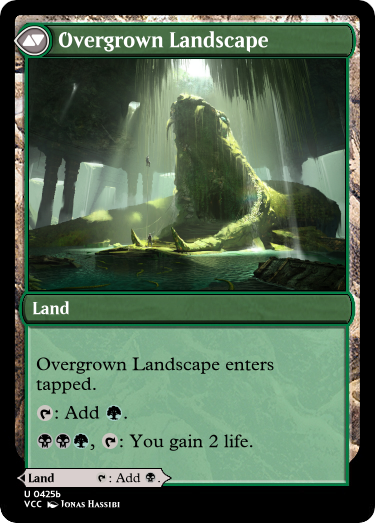 Overgrown Landscape
Land
Overgrown Landscape enters
tapped.
: Add .
, : You gain 2 life.
Land : Add .
U 0425b
VCC Jonas Hassibi